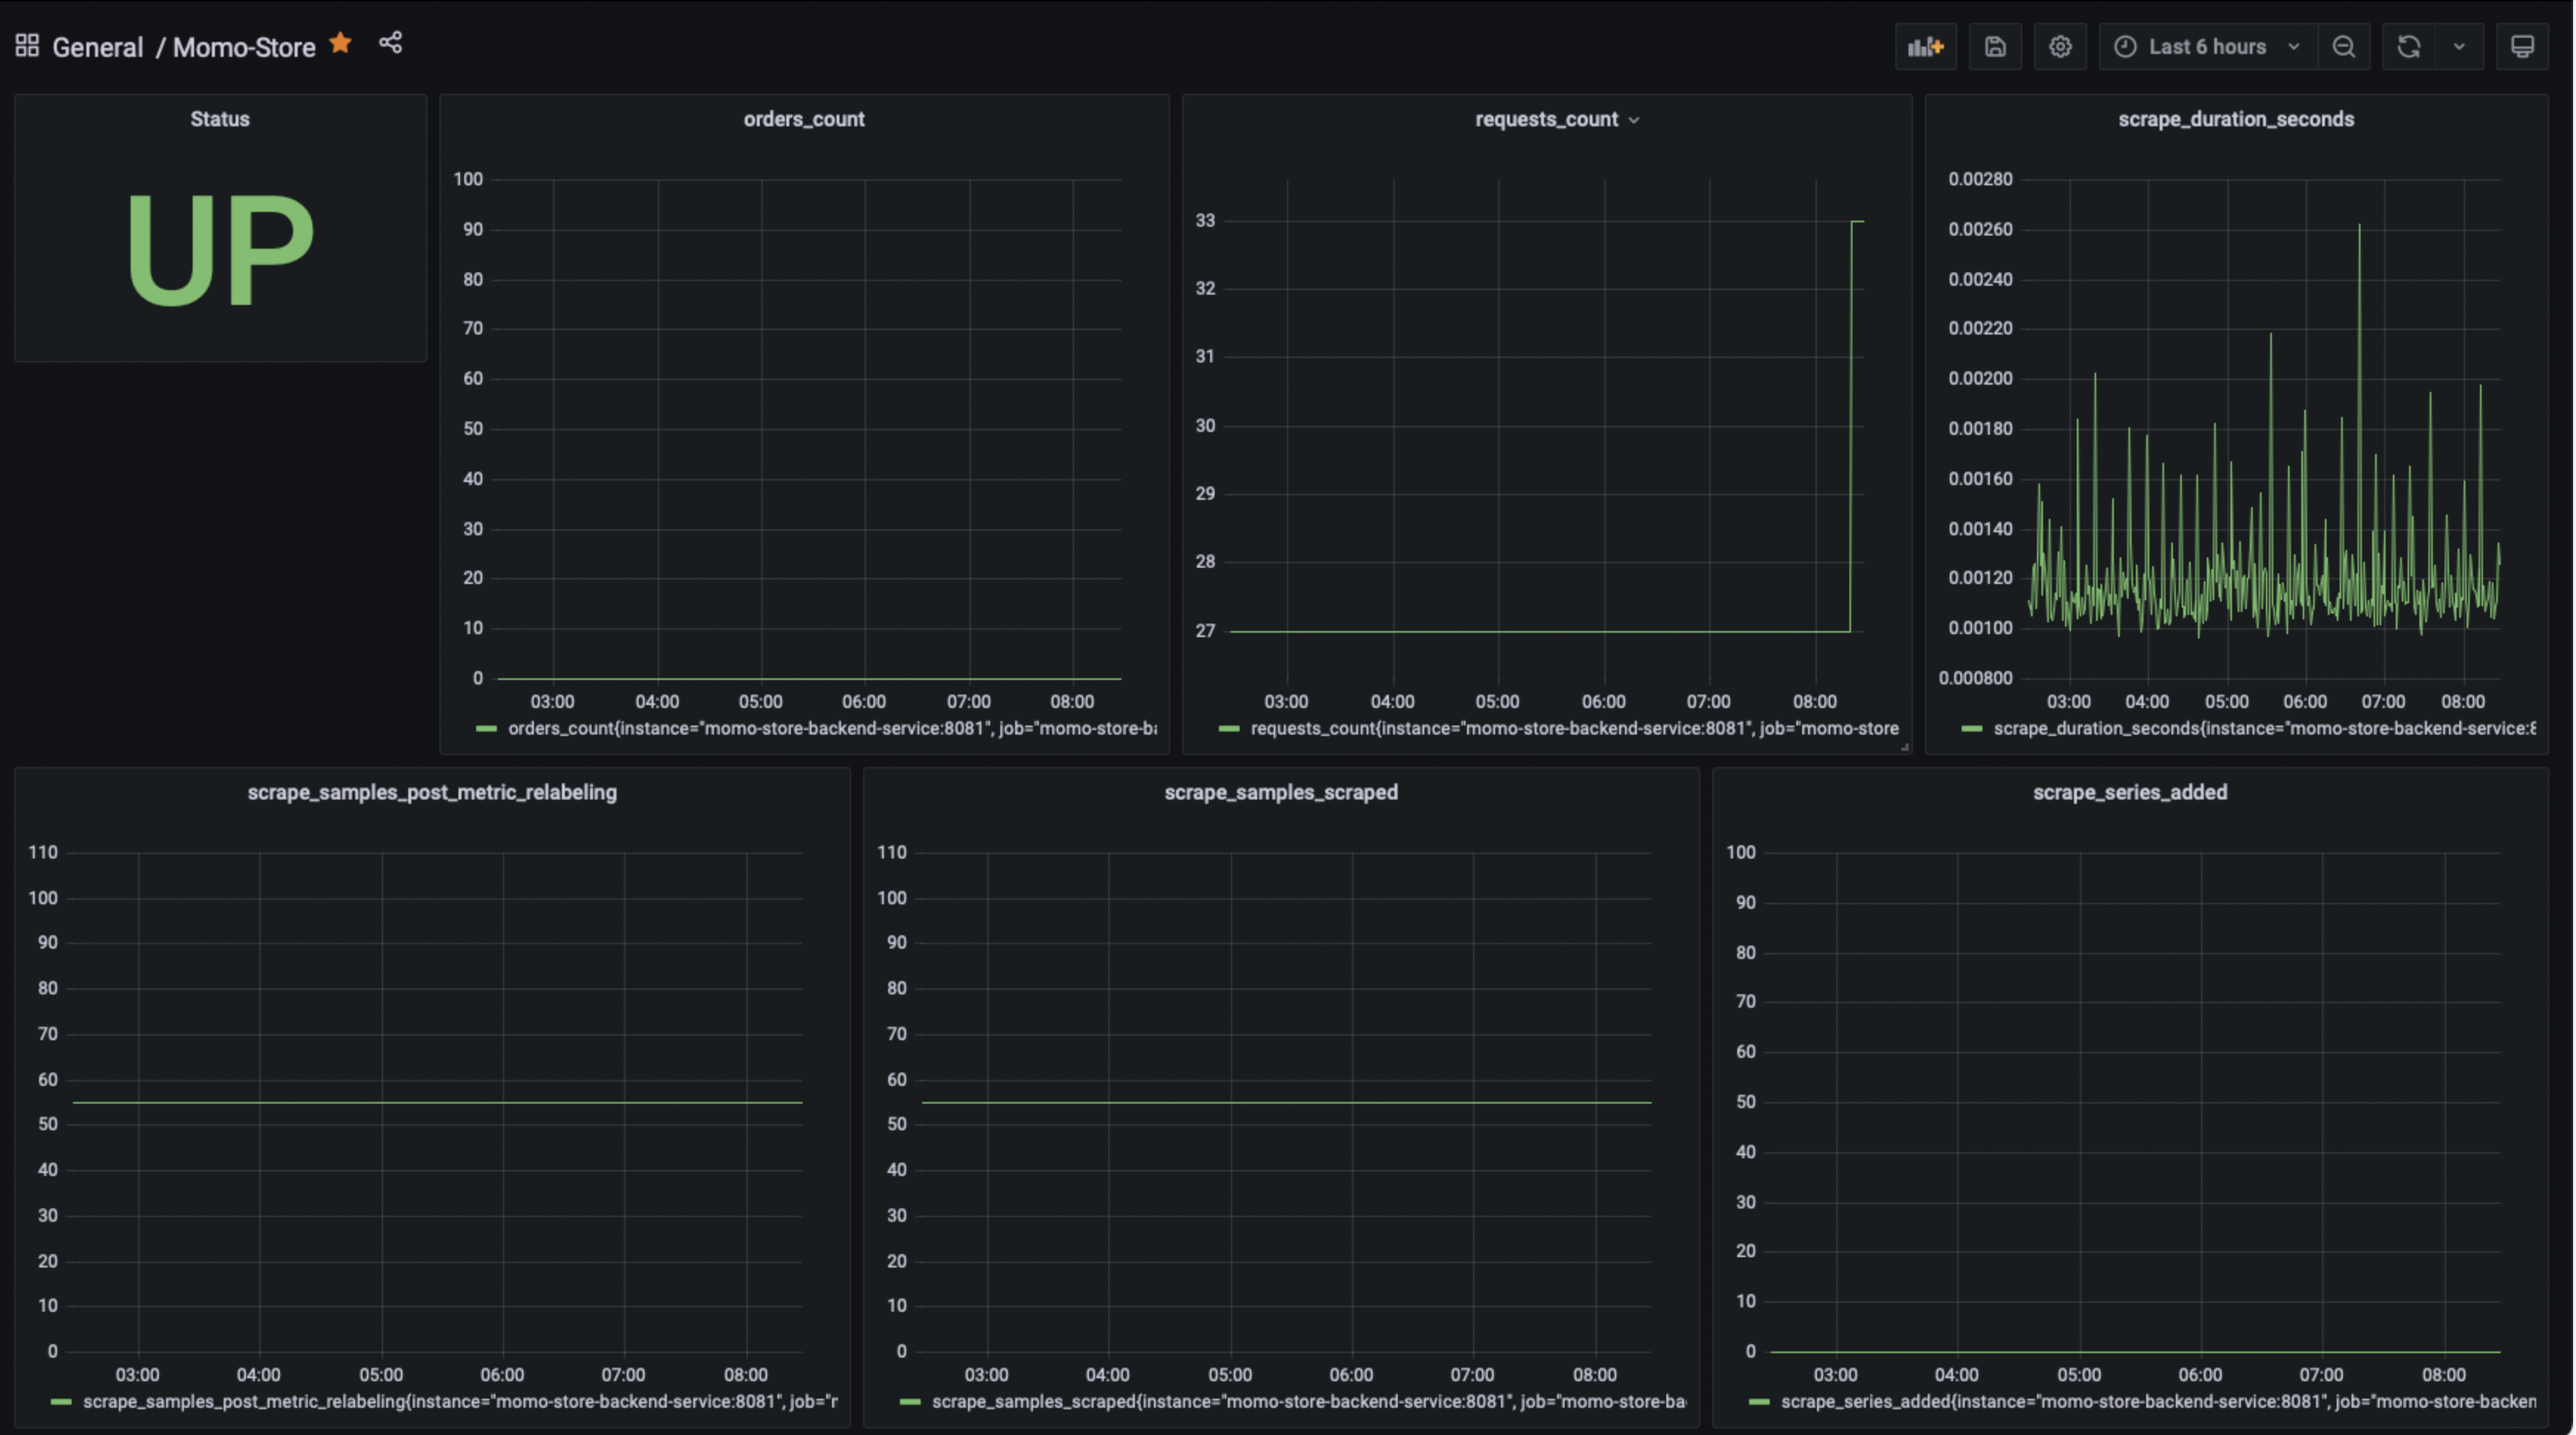 General / Momo-Store
Last 6 hours
Status
UP
orders_count
100
90
80
70
60
50
40
30
20
10
0
03:00 04:00 05:00 06:00 07:00 08:00
orders_count{instance="momo-store-backend-service:8081", job="momo-store-ba
requests_count
33
32
31
30
29
28
27
03:00 04:00 05:00 06:00 07:00 08:00
requests_count{instance="momo-store-backend-service:8081", job="momo-store
scrape_duration_seconds
0.00280
0.00260
0.00240
0.00220
0.00200
0.00180
0.00160
0.00140
0.00120
0.00100
0.000800
03:00 04:00 05:00 06:00 07:00 08:00
scrape_duration_seconds{instance="momo-store-backend-service:8
scrape_samples_post_metric_relabeling
110
100
90
80
70
60
50
40
30
20
10
0
03:00 04:00 05:00 06:00 07:00 08:00
scrape_samples_post_metric_relabeling{instance="momo-store-backend-service:8081", job="r
scrape_samples_scraped
110
100
90
80
70
60
50
40
30
20
10
0
03:00 04:00 05:00 06:00 07:00 08:00
scrape_samples_scraped{instance="momo-store-backend-service:8081", job="momo-store-ba
scrape_series_added
100
90
80
70
60
50
40
30
20
10
0
03:00 04:00 05:00 06:00 07:00 08:00
scrape_series_added{instance="momo-store-backend-service:8081", job="momo-store-backen